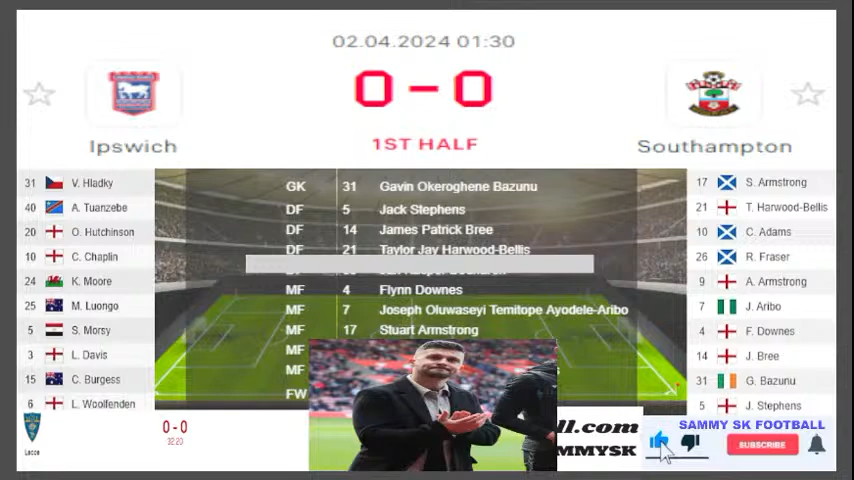 02.04.2024 01:30
0-0
1ST HALF
Ipswich
Southampton
31 V. Hladky
40 A. Tuanzebe
20 O. Hutchinson
10 C. Chaplin
24 K. Moore
25 M. Luongo
5 S. Morsy
3 L. Davis
15 C. Burgess
6 L. Woolfenden
GK 31 Gavin Okeroghene Bazunu
DF 5 Jack Stephens
DF 14 James Patrick Bree
DF 21 Taylor Jay Harwood-Bellis
MF 4 Flynn Downes
MF 7 Joseph Oluwaseyi Temitope Ayodele-Aribo
MF 17 Stuart Armstrong
MF
MF
FW
17 S. Armstrong
21 T. Harwood-Bellis
10 C. Adams
26 R. Fraser
9 A. Armstrong
7 J. Aribo
4 F. Downes
14 J. Bree
31 G. Bazunu
5 J. Stephens
Lecce
0-0
ll.com
MMYSK
SAMMY SK FOOTBALL
SUBSCRIBE